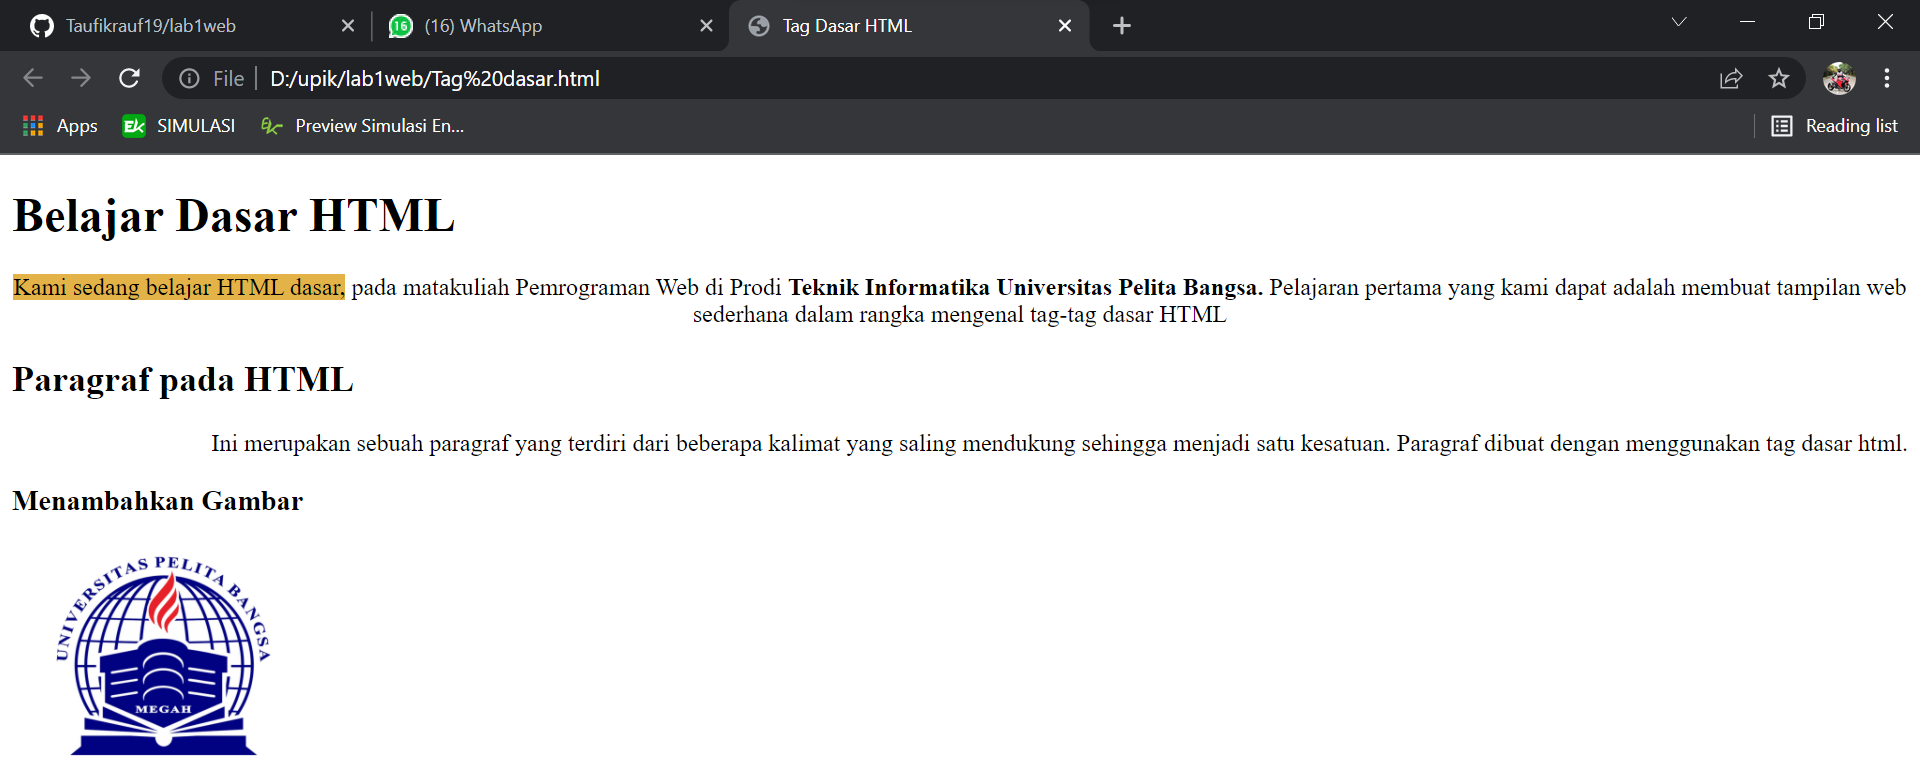 Taufikrauf19/lab1web
(16) WhatsApp
Tag Dasar HTML
File
D:/upik/lab1web/Tag%20dasar.html
Apps
SIMULASI
Preview Simulasi En...
Reading list
Belajar Dasar HTML
Kami sedang belajar HTML dasar, pada matakuliah Pemrograman Web di Prodi Teknik Informatika Universitas Pelita Bangsa. Pelajaran pertama yang kami dapat adalah membuat tampilan web
sederhana dalam rangka mengenal tag-tag dasar HTML
Paragraf pada HTML
Ini merupakan sebuah paragraf yang terdiri dari beberapa kalimat yang saling mendukung sehingga menjadi satu kesatuan. Paragraf dibuat dengan menggunakan tag dasar html.
Menambahkan Gambar
UNIVERSITAS PELITA BANGSA
MEGAH